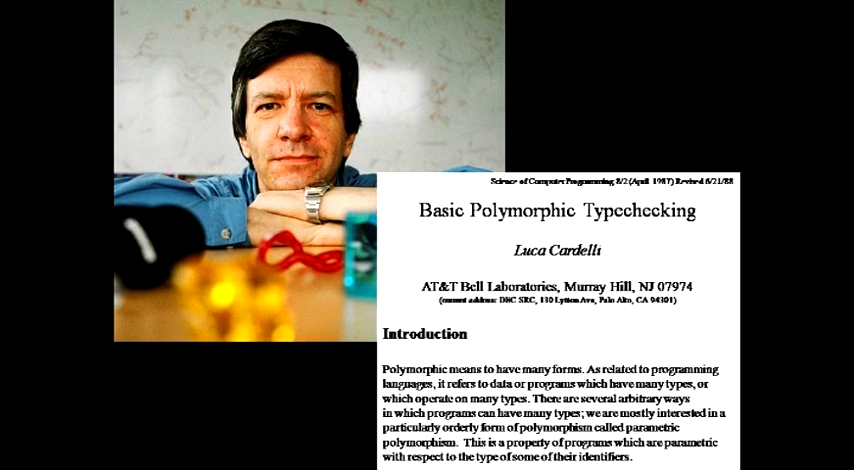 Science of Computer Programming 8/2 (April 1987) Revised 6/21/88
Basic Polymorphic Typechecking
Luca Cardelli
AT&T Bell Laboratories, Murray Hill, NJ 07974
(current address: DEC SRC, 130 Lytton Ave, Palo Alto, CA 94301)
Introduction
Polymorphic means to have many forms. As related to programming
languages, it refers to data or programs which have many types, or
which operate on many types. There are several arbitrary ways
in which programs can have many types; we are mostly interested in a
particularly orderly form of polymorphism called parametric
polymorphism. This is a property of programs which are parametric
with respect to the type of some of their identifiers.